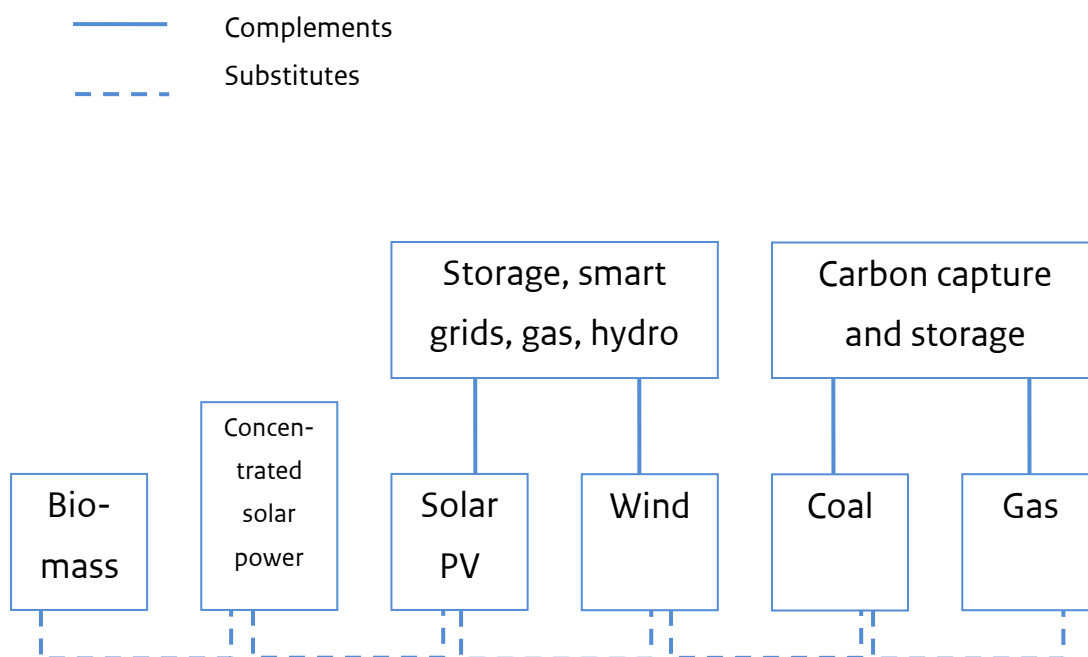 Complements
Substitutes
Storage, smart
grids, gas, hydro
Carbon capture
and storage
Concen-
trated
solar
power
Bio-
mass
Solar
PV
Wind
Coal
Gas